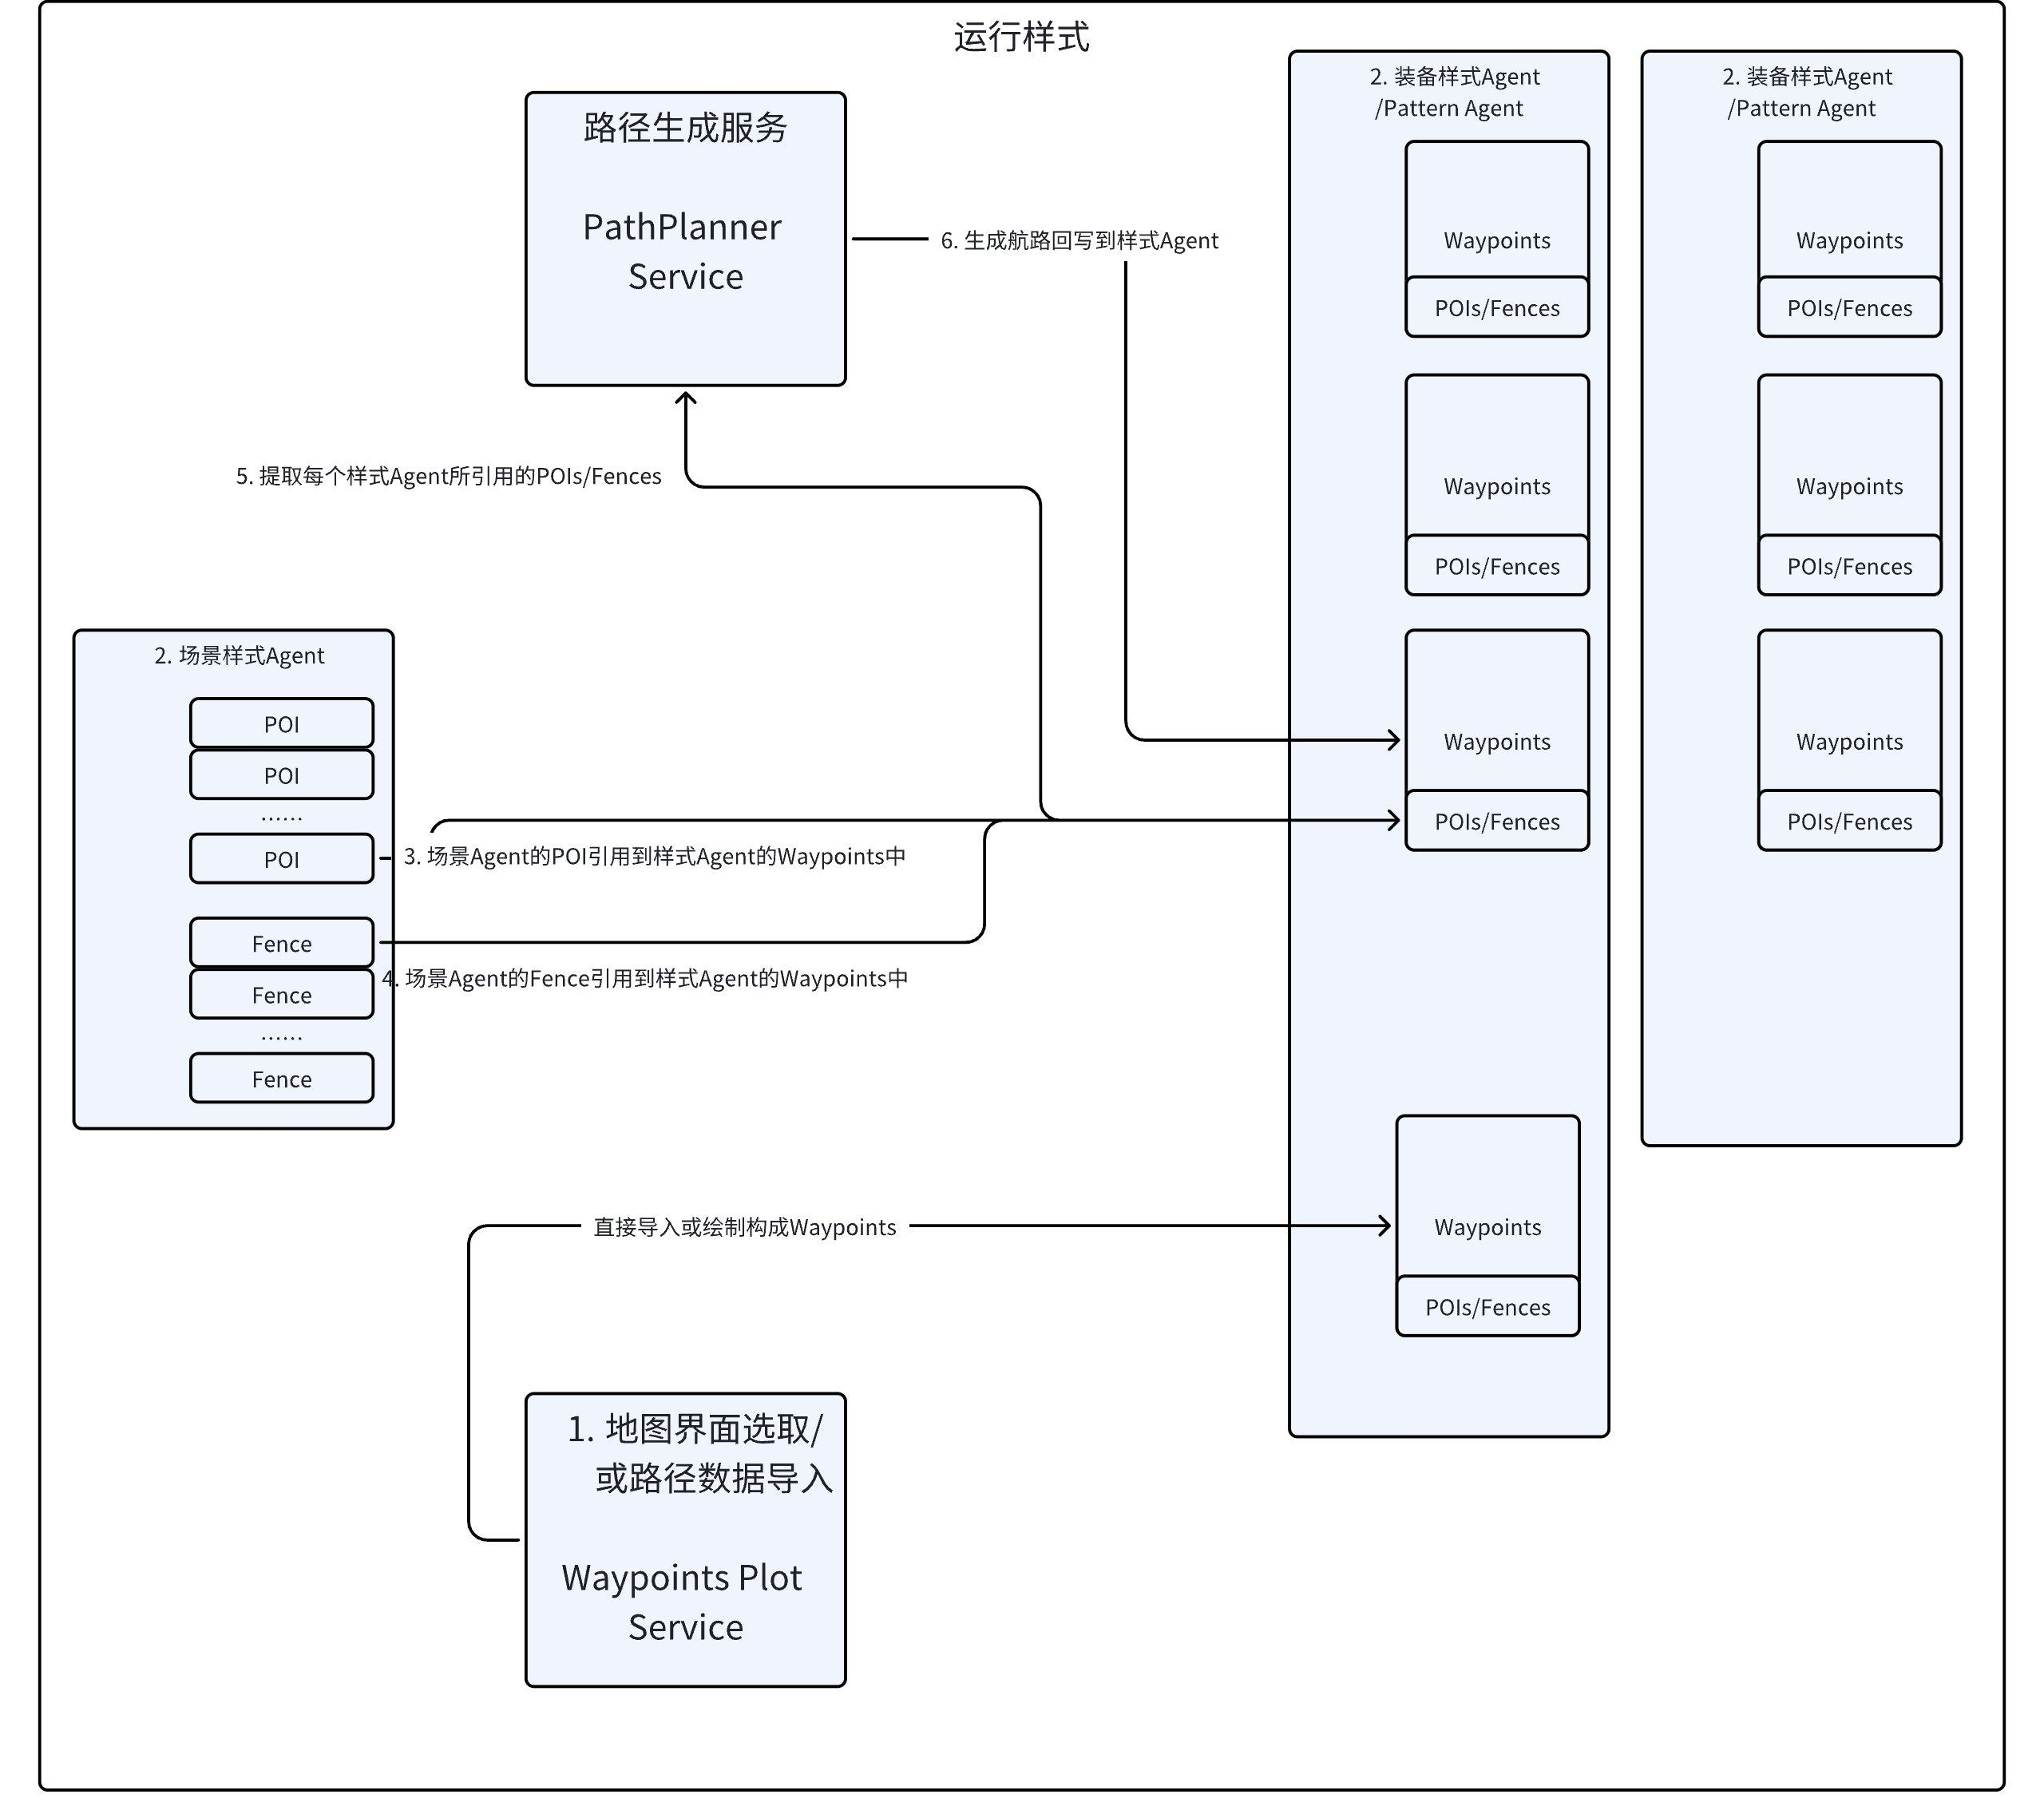 运行样式
路径生成服务
PathPlanner
Service
6. 生成航路回写到样式Agent
5. 提取每个样式Agent所引用的POIs/Fences
2. 场景样式Agent
POI
POI
......
POI
Fence
Fence
......
Fence
3. 场景Agent的POI引用到样式Agent的Waypoints中
4. 场景Agent的Fence引用到样式Agent的Waypoints中
直接导入或绘制构成Waypoints
1. 地图界面选取/
或路径数据导入
Waypoints Plot
Service
2. 装备样式Agent
/Pattern Agent
Waypoints
POIs/Fences
Waypoints
POIs/Fences
Waypoints
POIs/Fences
Waypoints
POIs/Fences
2. 装备样式Agent
/Pattern Agent
Waypoints
POIs/Fences
Waypoints
POIs/Fences
Waypoints
POIs/Fences